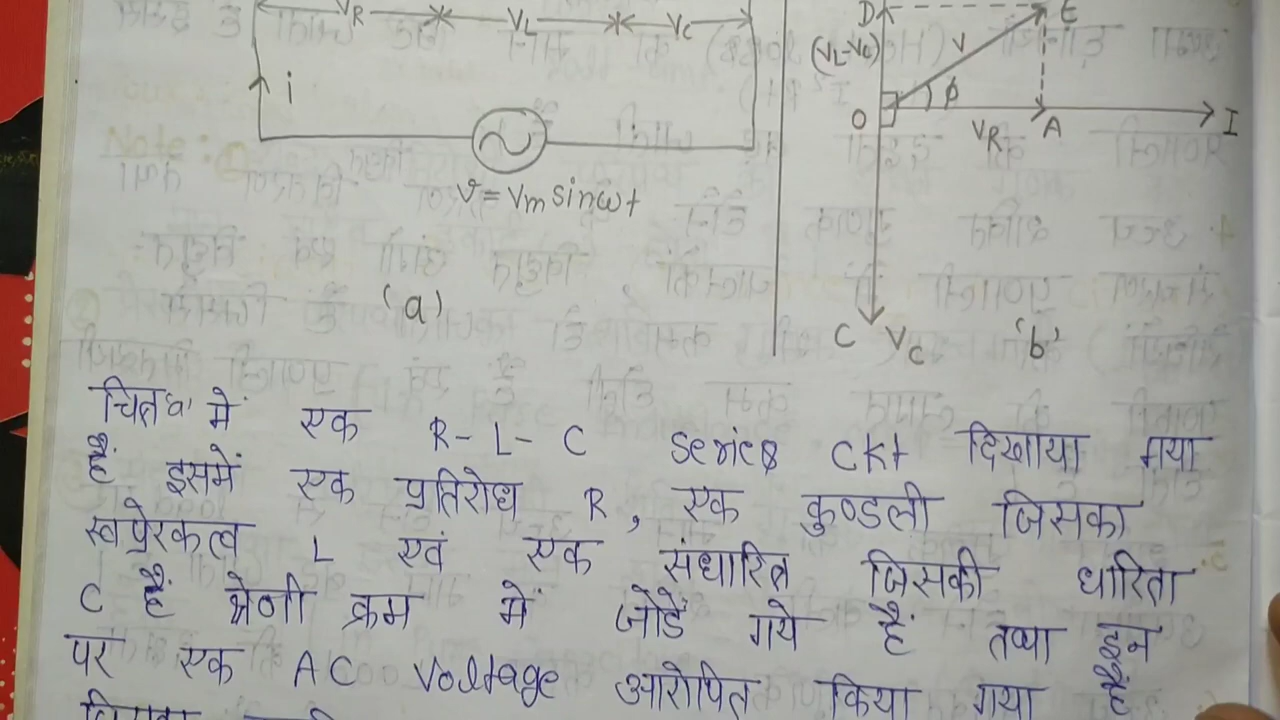 VR VL Vc
i
v = Vm sinωt
(a)
D E
(VL-Vc) V
O ϕ VR A I
C Vc 'b'
चित्र 'a' में एक R-L-C series ckt दिखाया गया
हैं इसमें एक प्रतिरोध R, एक कुण्डली जिसका
स्वप्रेरकत्व L एवं एक संधारित्र जिसकी धारिता
C हैं श्रेणी क्रम में जोडें गये हैं तथा इन
पर एक AC voltage आरोपित किया गया हैं